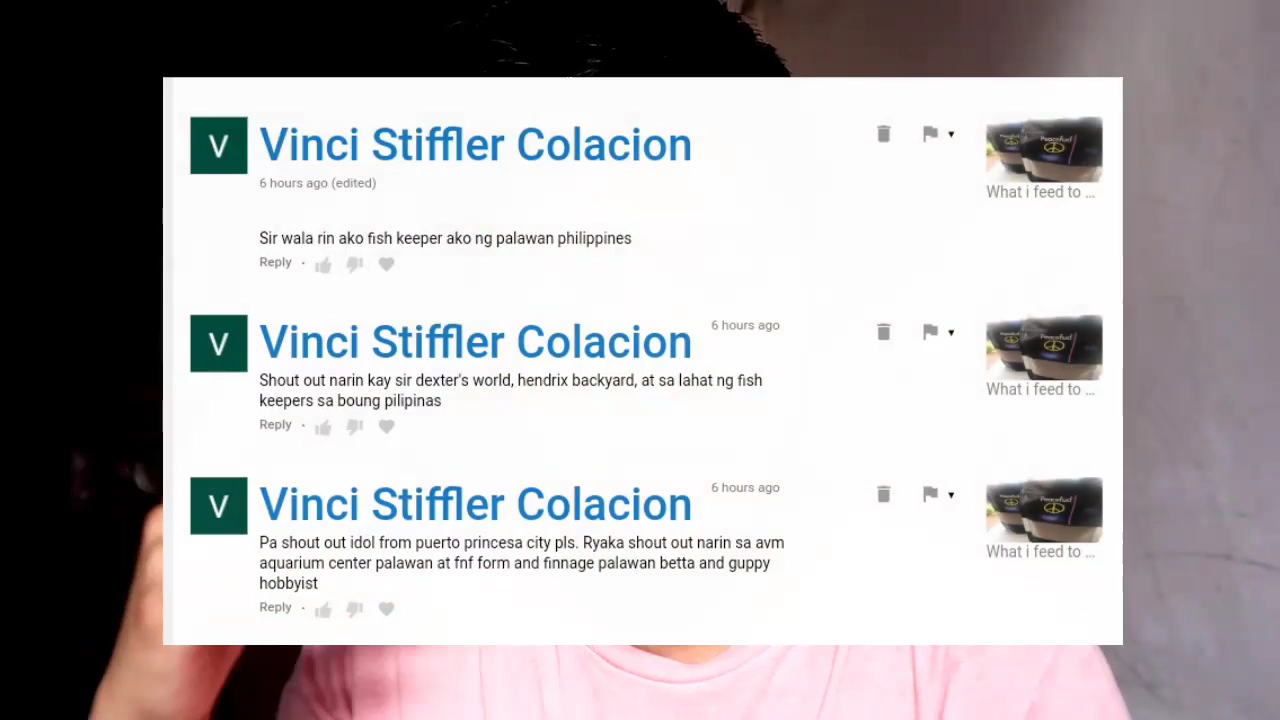 V
Vinci Stiffler Colacion
6 hours ago (edited)
Sir wala rin ako fish keeper ako ng palawan philippines
Reply
Peacefud
What i feed to ...
V
Vinci Stiffler Colacion
6 hours ago
Shout out narin kay sir dexter's world, hendrix backyard, at sa lahat ng fish
keepers sa boung pilipinas
Reply
Peacefud
What i feed to ...
V
Vinci Stiffler Colacion
6 hours ago
Pa shout out idol from puerto princesa city pls. Ryaka shout out narin sa avm
aquarium center palawan at fnf form and finnage palawan betta and guppy
hobbyist
Reply
Peacefud
What i feed to ...